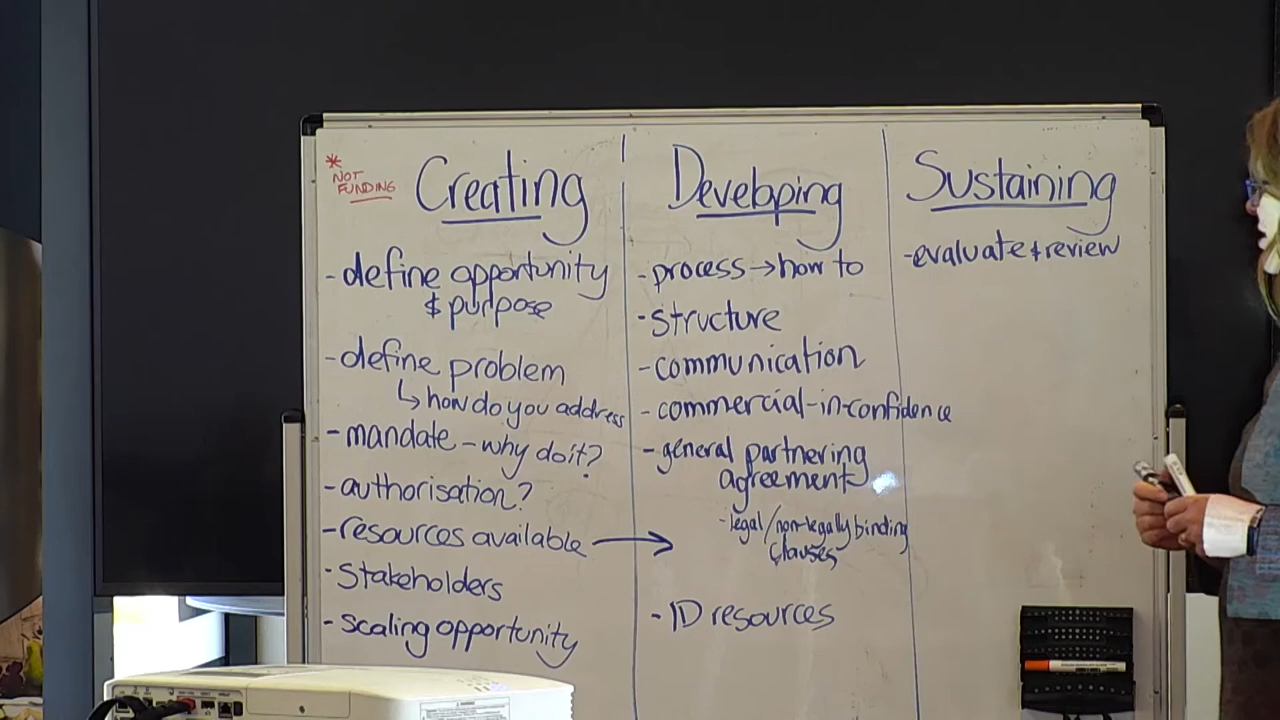 * NOT
FUNDING
Creating
- define opportunity
& purpose
- define problem
↳ how do you address
- mandate - why do it?
- authorisation?
- resources available →
- Stakeholders
- scaling opportunity
Developing
- process → how to
- structure
- communication
- commercial-in-confidence
- general partnering
agreement
- legal/non-legally binding
clauses
- ID resources
Sustaining
- evaluate & review